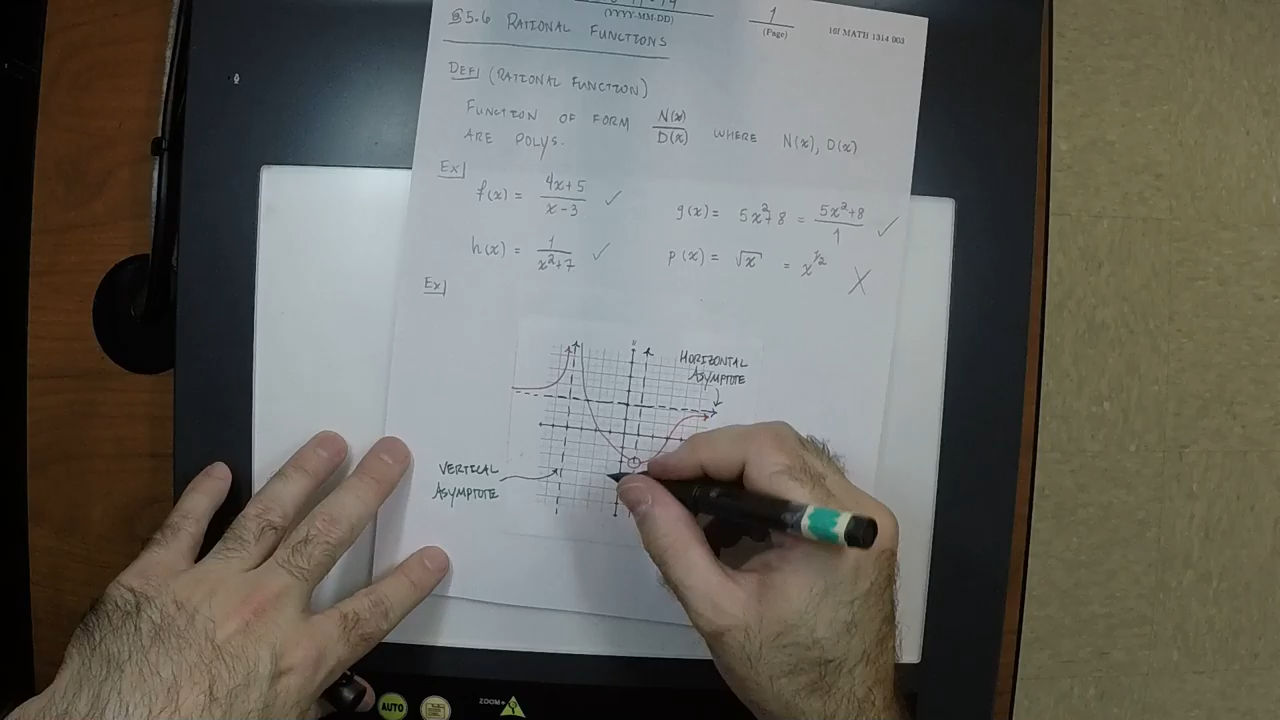 (YYYY-MM-DD)
1
(Page)
101 MATH 1314 003
§5.6 RATIONAL FUNCTIONS
DEF (RATIONAL FUNCTION)
FUNCTION OF FORM N(x)/D(x) WHERE N(x), D(x)
ARE POLYS.
Ex
f(x) = (4x+5)/(x-3) ✓
g(x) = 5x²+8 = (5x²+8)/1 ✓
h(x) = 1/(x²+7) ✓
p(x) = √x = x^1/2 X
Ex
HORIZONTAL
ASYMPTOTE
VERTICAL
ASYMPTOTE
AUTO
ZOOM+